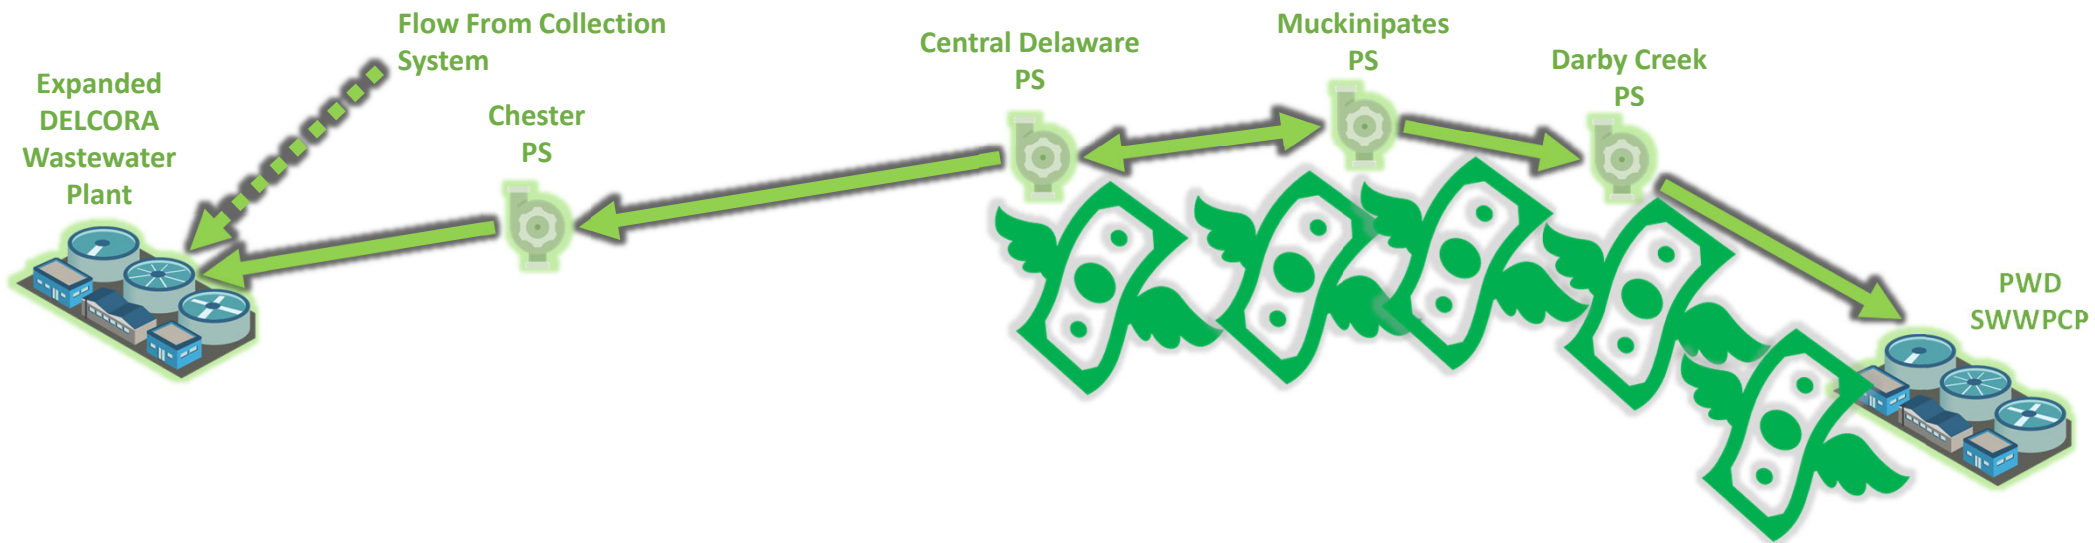 Flow From Collection
System
Expanded
DELCORA
Wastewater
Plant
Chester
PS
Central Delaware
PS
Muckinipates
PS
Darby Creek
PS
PWD
SWWPCP